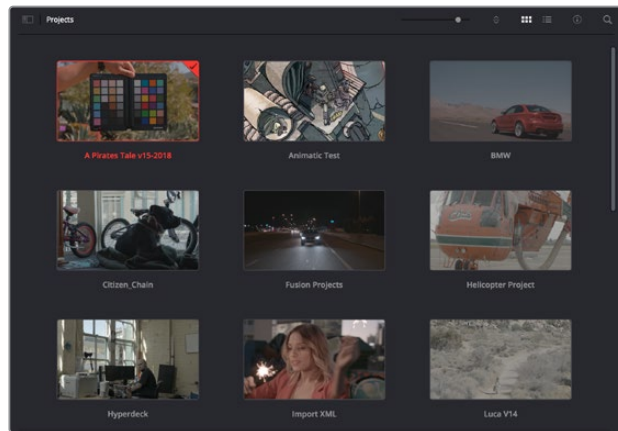 Projects
A Pirates Tale v15-2018
Animatic Test
BMW
Citizen_Chain
Fusion Projects
Helicopter Project
Hyperdeck
Import XML
Luca V14